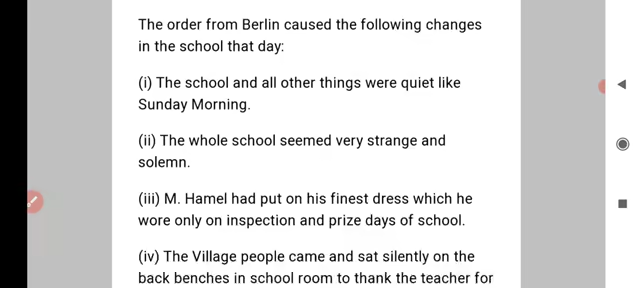 The order from Berlin caused the following changes
in the school that day:
(i) The school and all other things were quiet like
Sunday Morning.
(ii) The whole school seemed very strange and
solemn.
(iii) M. Hamel had put on his finest dress which he
wore only on inspection and prize days of school.
(iv) The Village people came and sat silently on the
back benches in school room to thank the teacher for